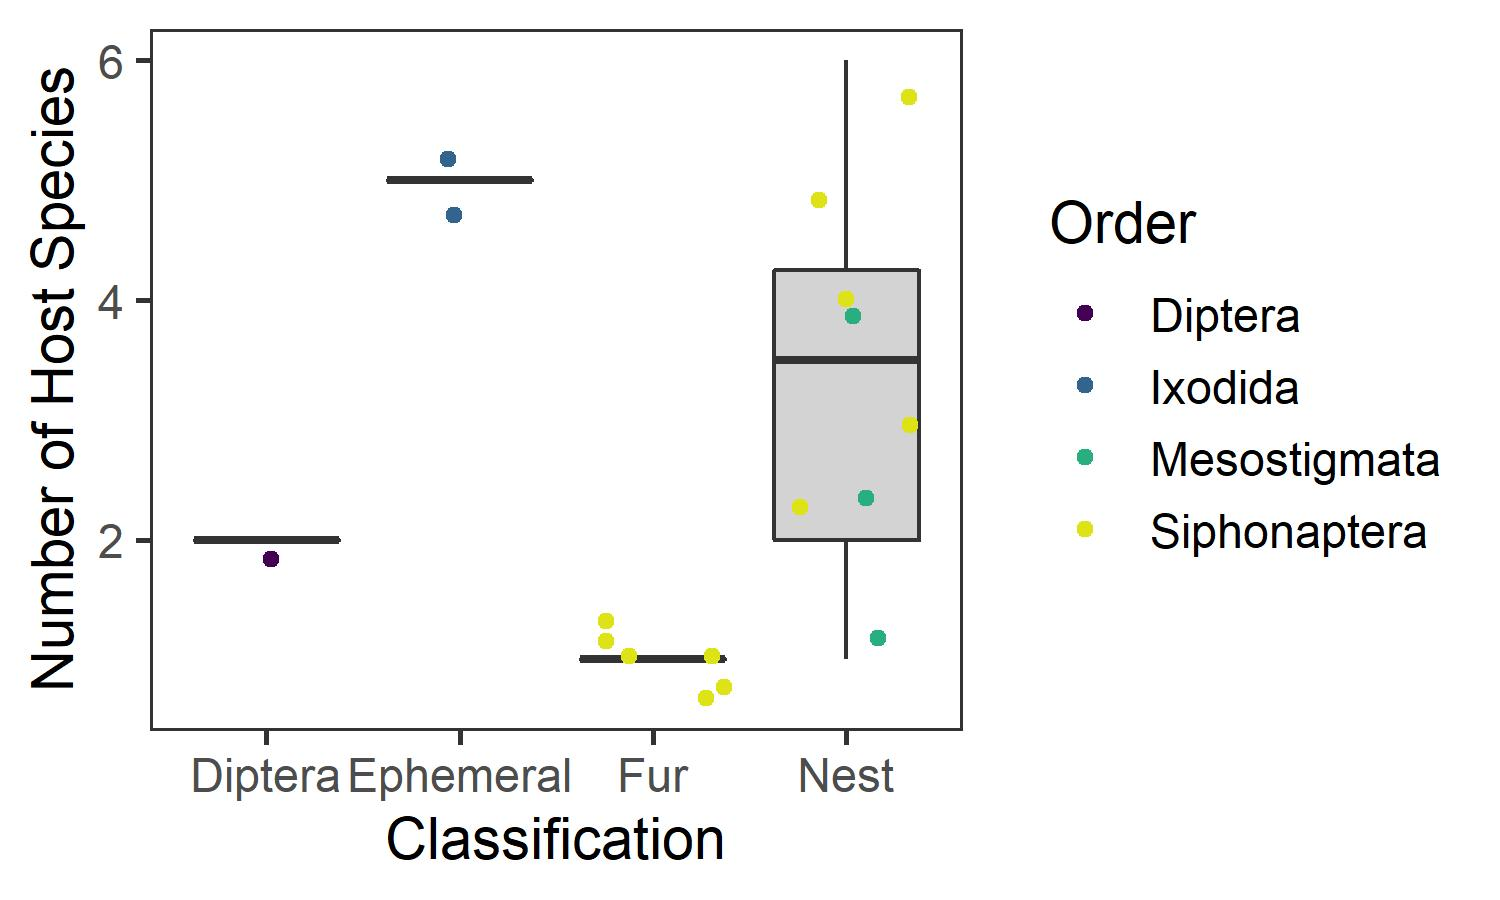 Number of Host Species
6
4
2
Diptera
Ephemeral
Fur
Nest
Classification
Order
Diptera
Ixodida
Mesostigmata
Siphonaptera